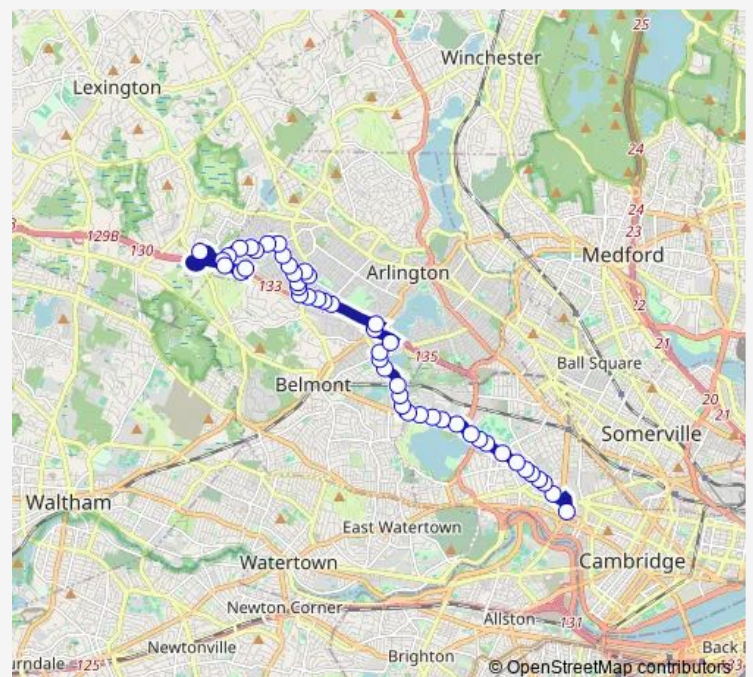 25
Winchester
Lexington
24
24
129B
23
130
Medford
Arlington
133
22
135
21
Ball Square
Belmont
20
21
Somerville
Waltham
East Watertown
Watertown
Cambridge
Newton Corner
Allston
131
Newtonville
Back
125
Brighton
© OpenStreetMap contributors